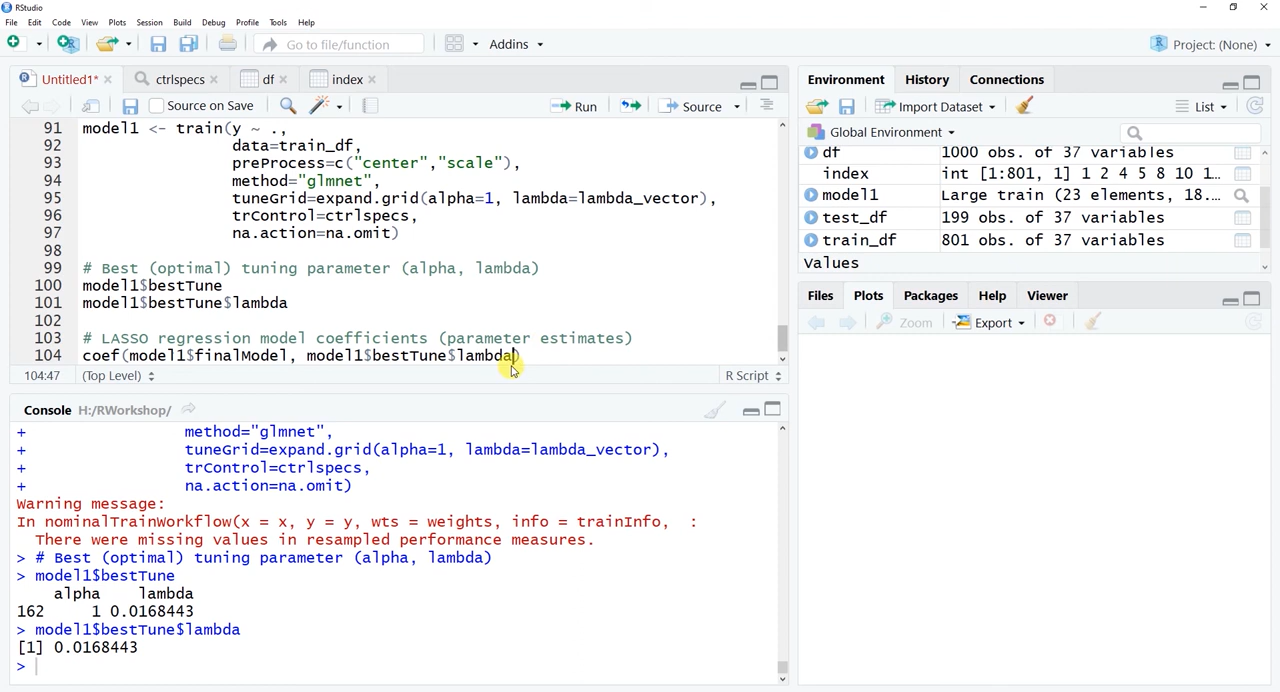 RStudio
File Edit Code View Plots Session Build Debug Profile Tools Help
Go to file/function Addins Project: (None)
Untitled1* ctrlspecs df index
Source on Save Run Source
91 model1 <- train(y ~ .,
92 data=train_df,
93 preProcess=c("center","scale"),
94 method="glmnet",
95 tuneGrid=expand.grid(alpha=1, lambda=lambda_vector),
96 trControl=ctrlspecs,
97 na.action=na.omit)
98
99 # Best (optimal) tuning parameter (alpha, lambda)
100 model1$bestTune
101 model1$bestTune$lambda
102
103 # LASSO regression model coefficients (parameter estimates)
104 coef(model1$finalModel, model1$bestTune$lambda)
104:47 (Top Level) R Script
Console H:/RWorkshop/
+ method="glmnet",
+ tuneGrid=expand.grid(alpha=1, lambda=lambda_vector),
+ trControl=ctrlspecs,
+ na.action=na.omit)
Warning message:
In nominalTrainWorkflow(x = x, y = y, wts = weights, info = trainInfo, :
There were missing values in resampled performance measures.
> # Best (optimal) tuning parameter (alpha, lambda)
> model1$bestTune
alpha lambda
162 1 0.0168443
> model1$bestTune$lambda
[1] 0.0168443
>
Environment History Connections
Import Dataset List
Global Environment
df 1000 obs. of 37 variables
index int [1:801, 1] 1 2 4 5 8 10 1...
model1 Large train (23 elements, 18....
test_df 199 obs. of 37 variables
train_df 801 obs. of 37 variables
Values
Files Plots Packages Help Viewer
Zoom Export